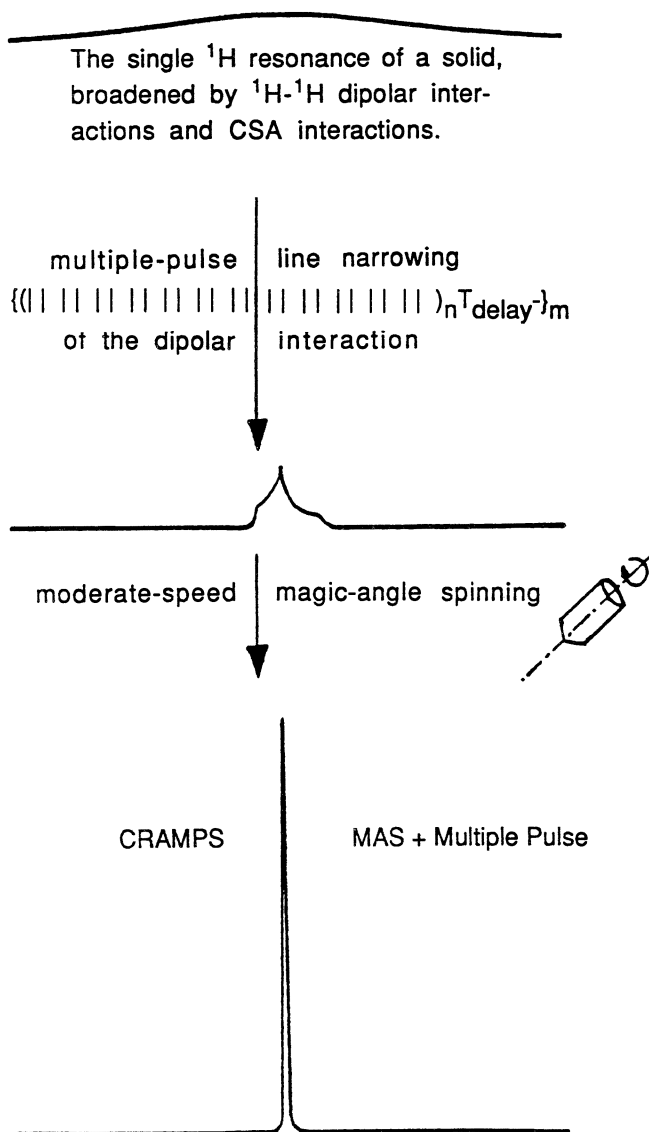 The single ¹H resonance of a solid,
broadened by ¹H-¹H dipolar inter-
actions and CSA interactions.
multiple-pulse line narrowing
{(|| || || || || || || || || || || || )nTdelay-}m
of the dipolar interaction
moderate-speed magic-angle spinning
CRAMPS MAS + Multiple Pulse